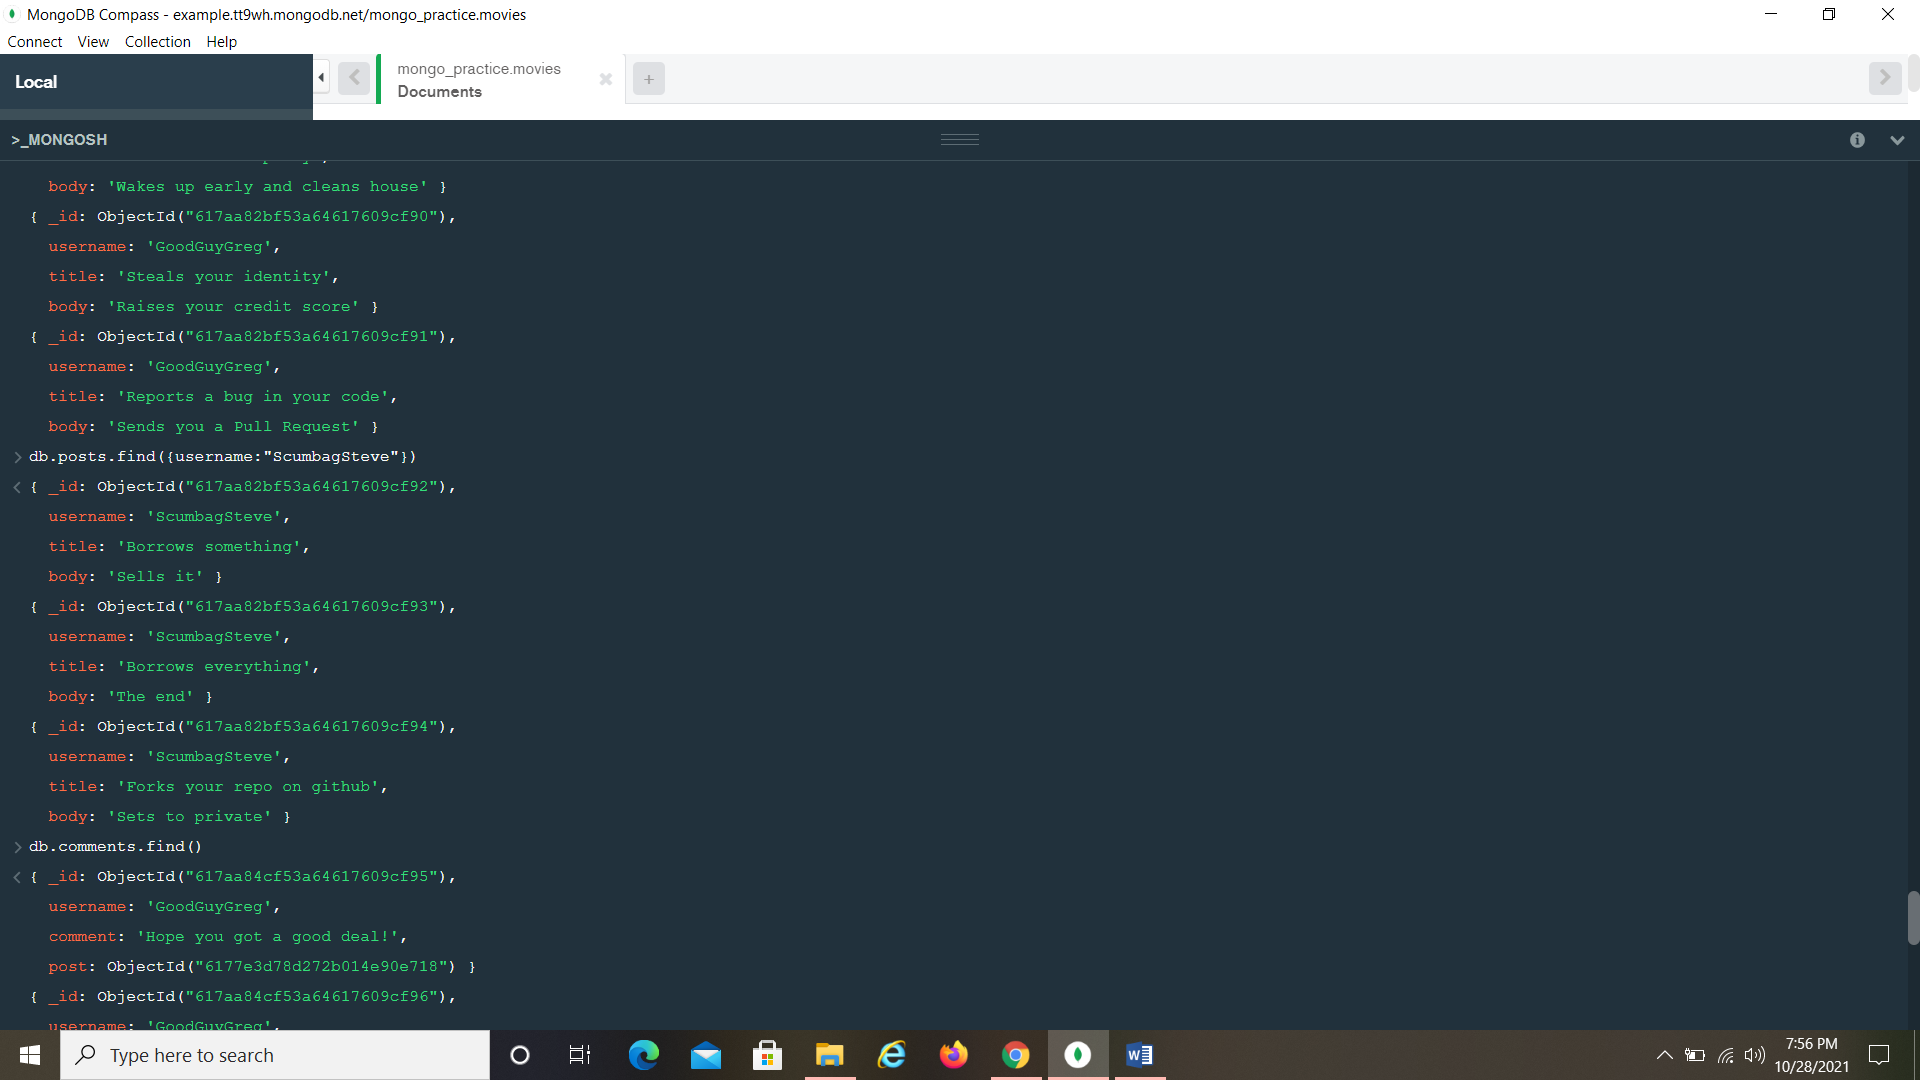 MongoDB Compass - example.tt9wh.mongodb.net/mongo_practice.movies
Connect View Collection Help
Local
mongo_practice.movies
Documents
>_MONGOSH
body: 'Wakes up early and cleans house' }
{ _id: ObjectId("617aa82bf53a64617609cf90"),
username: 'GoodGuyGreg',
title: 'Steals your identity',
body: 'Raises your credit score' }
{ _id: ObjectId("617aa82bf53a64617609cf91"),
username: 'GoodGuyGreg',
title: 'Reports a bug in your code',
body: 'Sends you a Pull Request' }
> db.posts.find({username:"ScumbagSteve"})
< { _id: ObjectId("617aa82bf53a64617609cf92"),
username: 'ScumbagSteve',
title: 'Borrows something',
body: 'Sells it' }
{ _id: ObjectId("617aa82bf53a64617609cf93"),
username: 'ScumbagSteve',
title: 'Borrows everything',
body: 'The end' }
{ _id: ObjectId("617aa82bf53a64617609cf94"),
username: 'ScumbagSteve',
title: 'Forks your repo on github',
body: 'Sets to private' }
> db.comments.find()
< { _id: ObjectId("617aa84cf53a64617609cf95"),
username: 'GoodGuyGreg',
comment: 'Hope you got a good deal!',
post: ObjectId("6177e3d78d272b014e90e718") }
{ _id: ObjectId("617aa84cf53a64617609cf96"),
username: 'GoodGuyGreg',
Type here to search
7:56 PM
10/28/2021